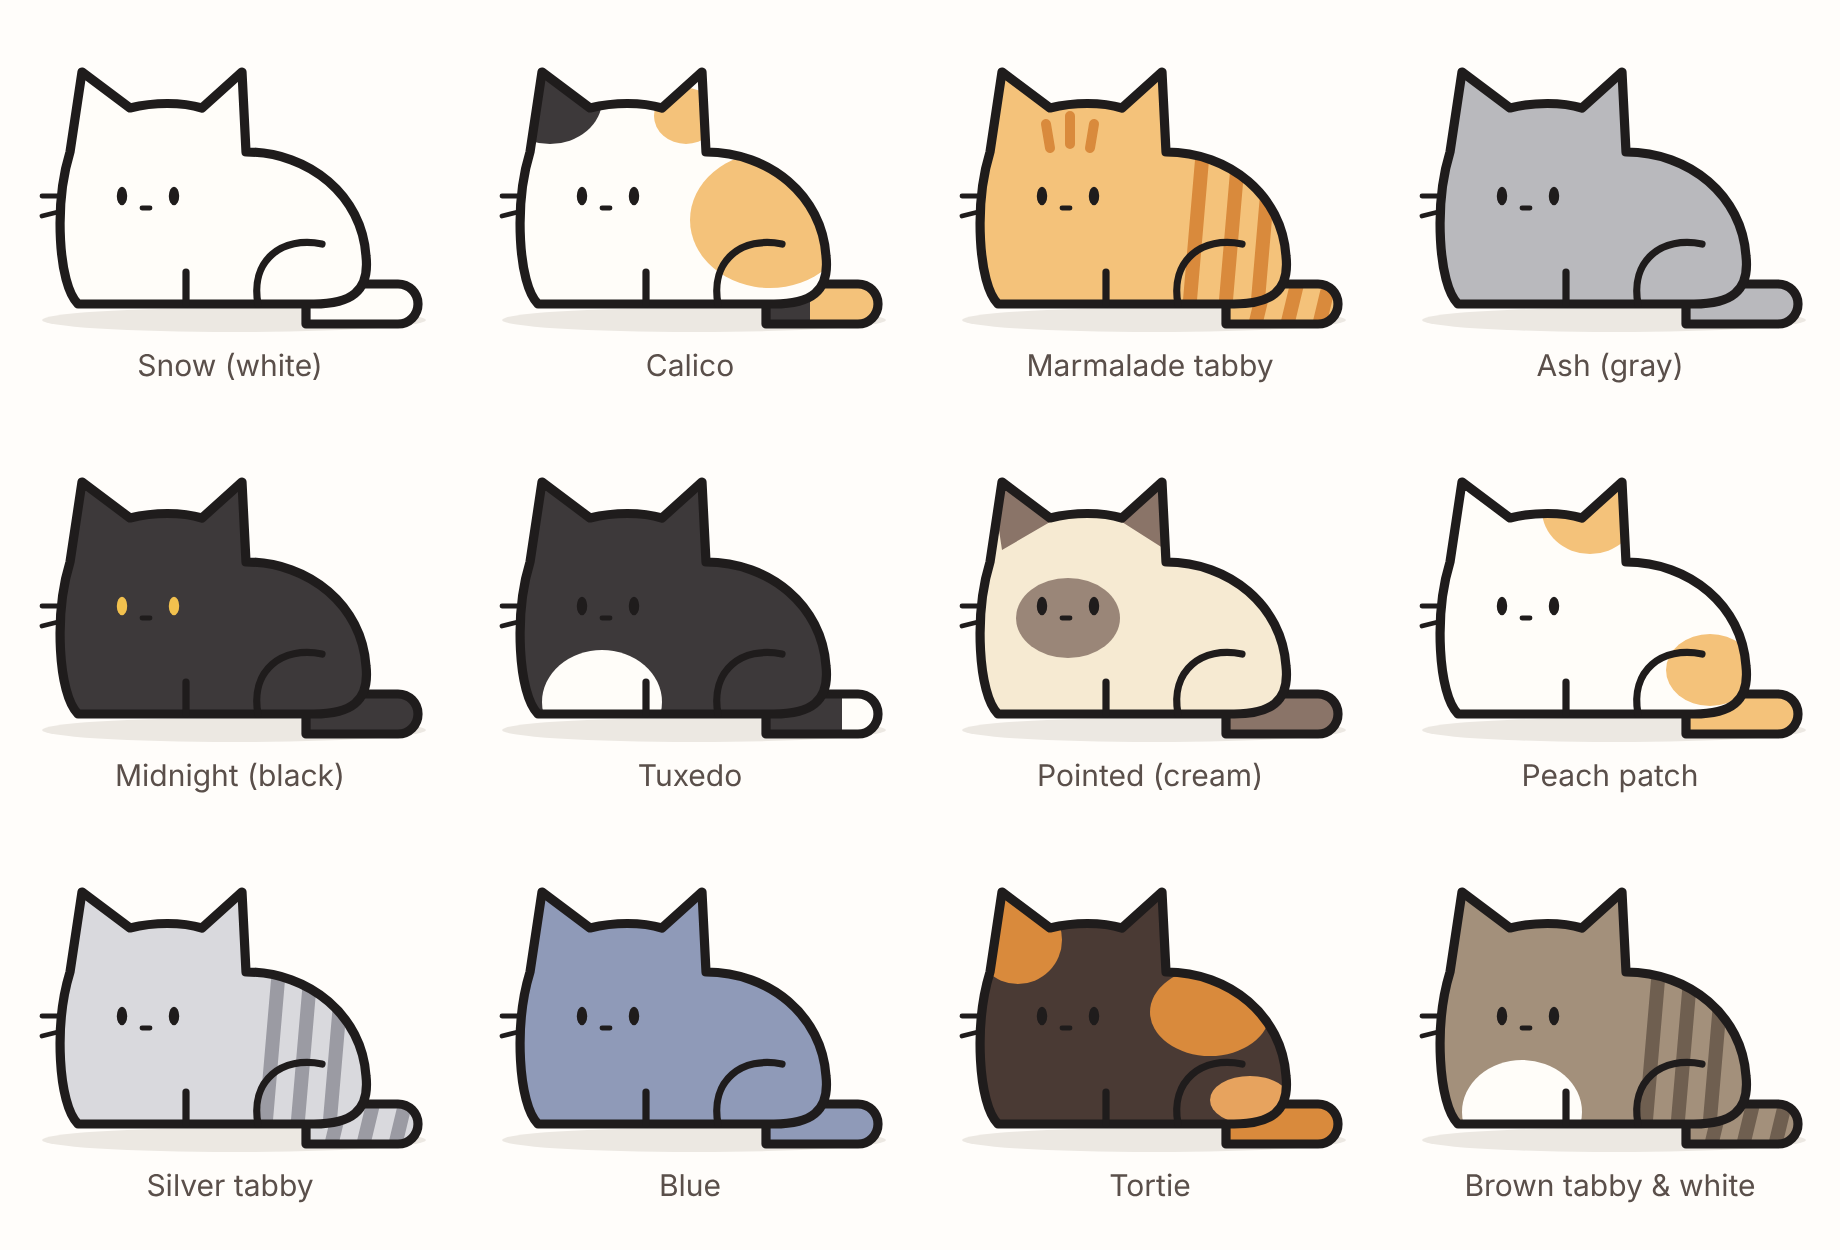 Snow (white)
Calico
Marmalade tabby
Ash (gray)
Midnight (black)
Tuxedo
Pointed (cream)
Peach patch
Silver tabby
Blue
Tortie
Brown tabby & white